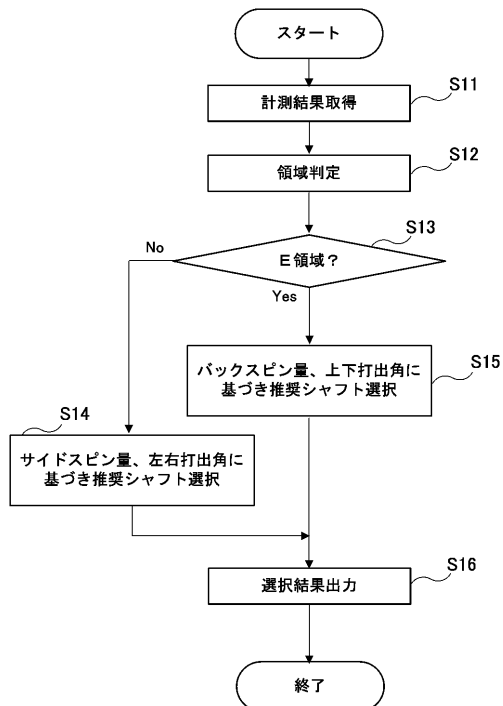 スタート
S11
計測結果取得
S12
領域判定
S13
E領域？
No
Yes
S15
バックスピン量、上下打出角に
基づき推奨シャフト選択
S14
サイドスピン量、左右打出角に
基づき推奨シャフト選択
S16
選択結果出力
終了